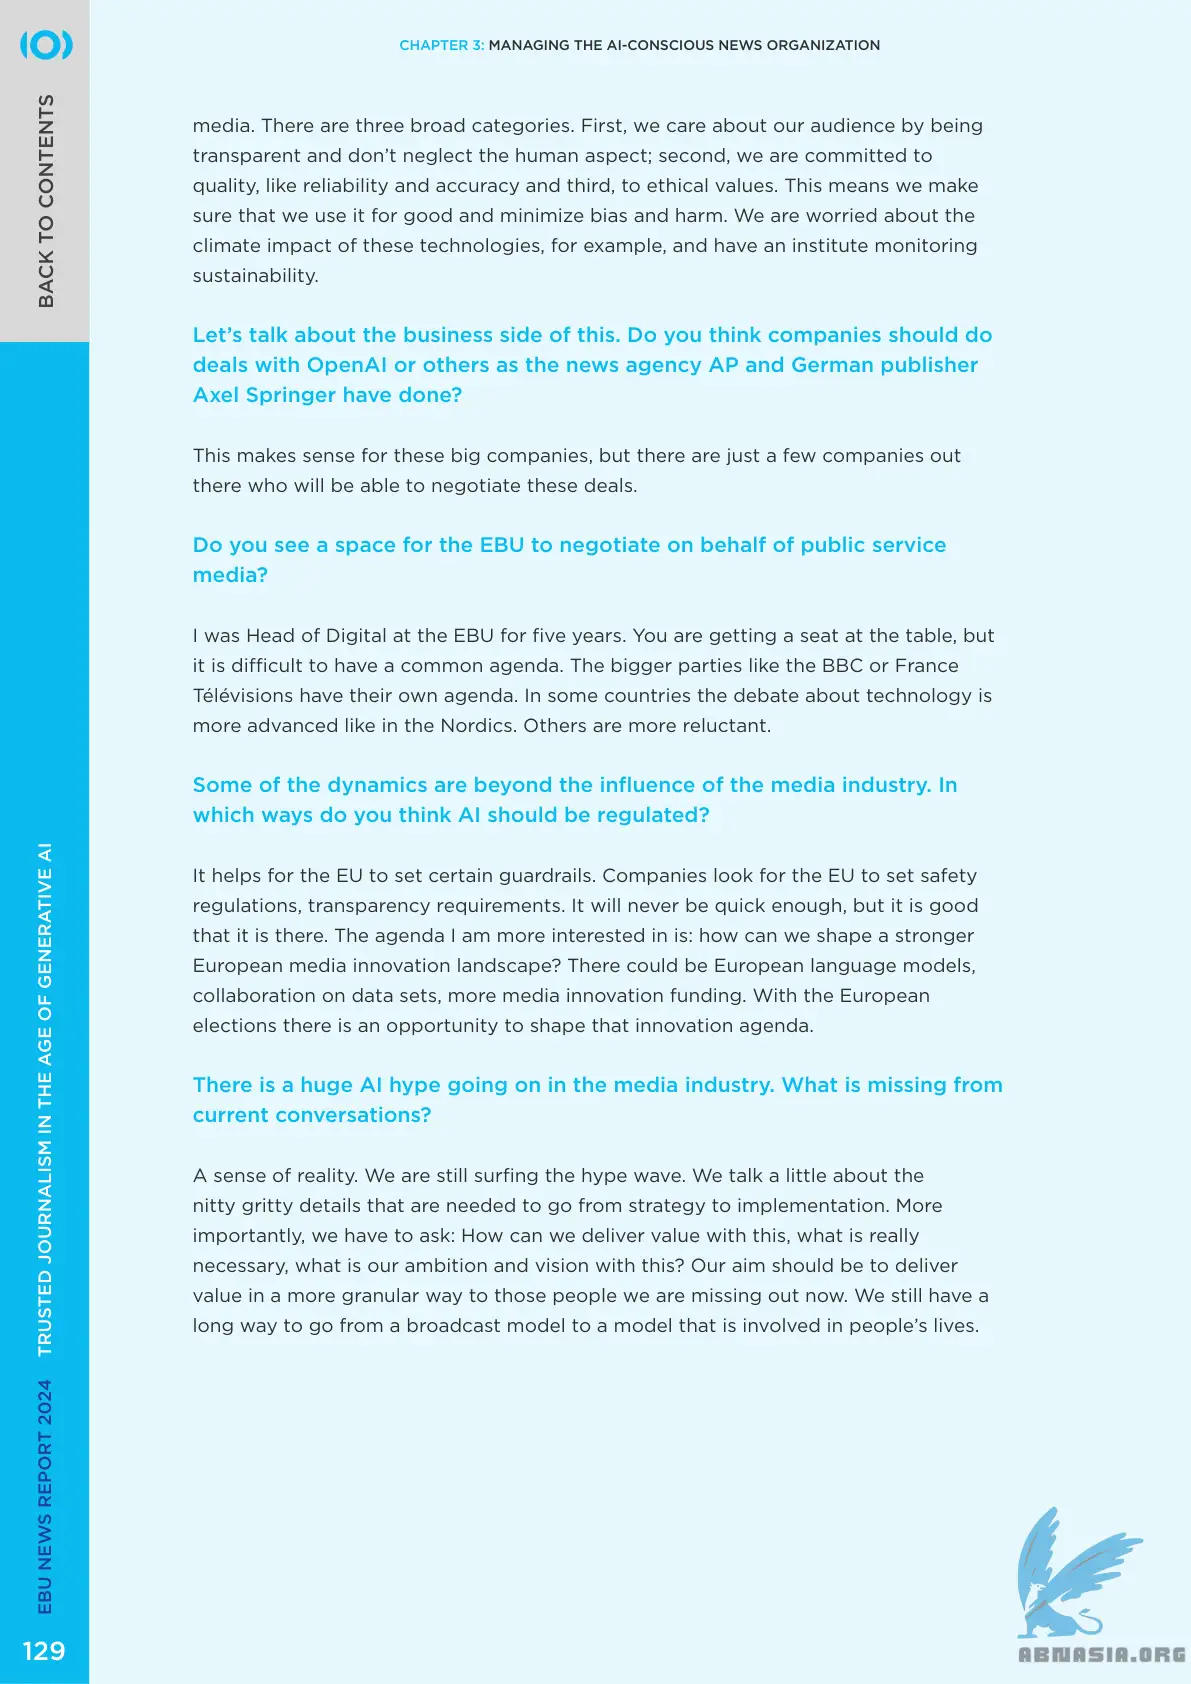 BACK TO CONTENTS
CHAPTER 3: MANAGING THE AI-CONSCIOUS NEWS ORGANIZATION
media. There are three broad categories. First, we care about our audience by being
transparent and don’t neglect the human aspect; second, we are committed to
quality, like reliability and accuracy and third, to ethical values. This means we make
sure that we use it for good and minimize bias and harm. We are worried about the
climate impact of these technologies, for example, and have an institute monitoring
sustainability.
Let’s talk about the business side of this. Do you think companies should do
deals with OpenAI or others as the news agency AP and German publisher
Axel Springer have done?
This makes sense for these big companies, but there are just a few companies out
there who will be able to negotiate these deals.
Do you see a space for the EBU to negotiate on behalf of public service
media?
I was Head of Digital at the EBU for five years. You are getting a seat at the table, but
it is difficult to have a common agenda. The bigger parties like the BBC or France
Télévisions have their own agenda. In some countries the debate about technology is
more advanced like in the Nordics. Others are more reluctant.
Some of the dynamics are beyond the influence of the media industry. In
which ways do you think AI should be regulated?
It helps for the EU to set certain guardrails. Companies look for the EU to set safety
regulations, transparency requirements. It will never be quick enough, but it is good
that it is there. The agenda I am more interested in is: how can we shape a stronger
European media innovation landscape? There could be European language models,
collaboration on data sets, more media innovation funding. With the European
elections there is an opportunity to shape that innovation agenda.
There is a huge AI hype going on in the media industry. What is missing from
current conversations?
A sense of reality. We are still surfing the hype wave. We talk a little about the
nitty gritty details that are needed to go from strategy to implementation. More
importantly, we have to ask: How can we deliver value with this, what is really
necessary, what is our ambition and vision with this? Our aim should be to deliver
value in a more granular way to those people we are missing out now. We still have a
long way to go from a broadcast model to a model that is involved in people’s lives.
EBU NEWS REPORT 2024 TRUSTED JOURNALISM IN THE AGE OF GENERATIVE AI
129
ABNASIA.ORG